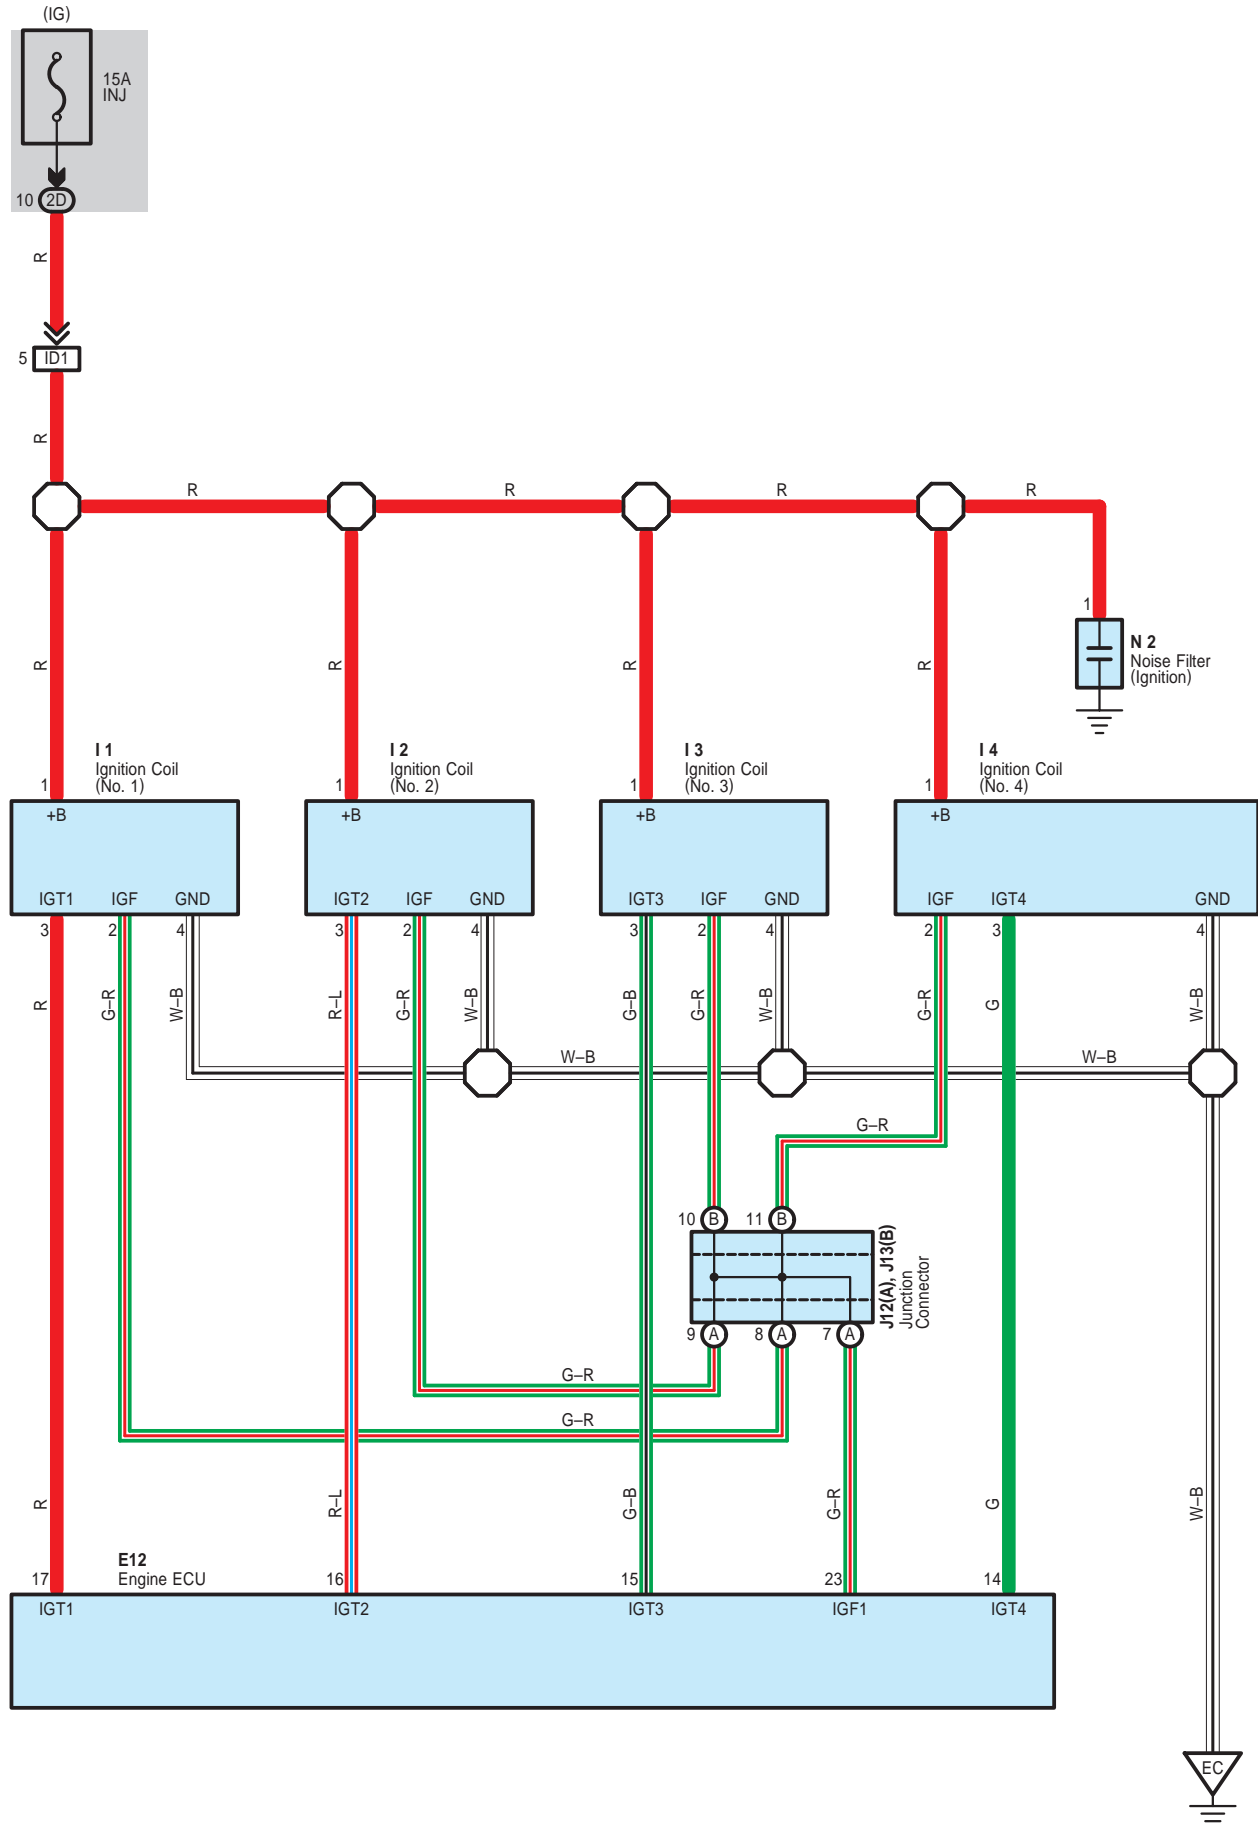 (IG)
15A
INJ
10 2D
R
5 ID1
R
R R R R
1
N 2
Noise Filter
(Ignition)
R R R R
I 1
Ignition Coil
(No. 1)
I 2
Ignition Coil
(No. 2)
I 3
Ignition Coil
(No. 3)
I 4
Ignition Coil
(No. 4)
1 1 1 1
+B +B +B +B
IGT1 IGF GND IGT2 IGF GND IGT3 IGF GND IGF IGT4 GND
3 2 4 3 2 4 3 2 4 2 3 4
R G–R W–B R–L G–R W–B G–B G–R W–B G–R G W–B
W–B W–B
G–R
10 B 11 B
J12(A), J13(B)
Junction
Connector
9 A 8 A 7 A
G–R
G–R
R R–L G–B G–R G W–B
E12
Engine ECU
17 16 15 23 14
IGT1 IGT2 IGT3 IGF1 IGT4
EC